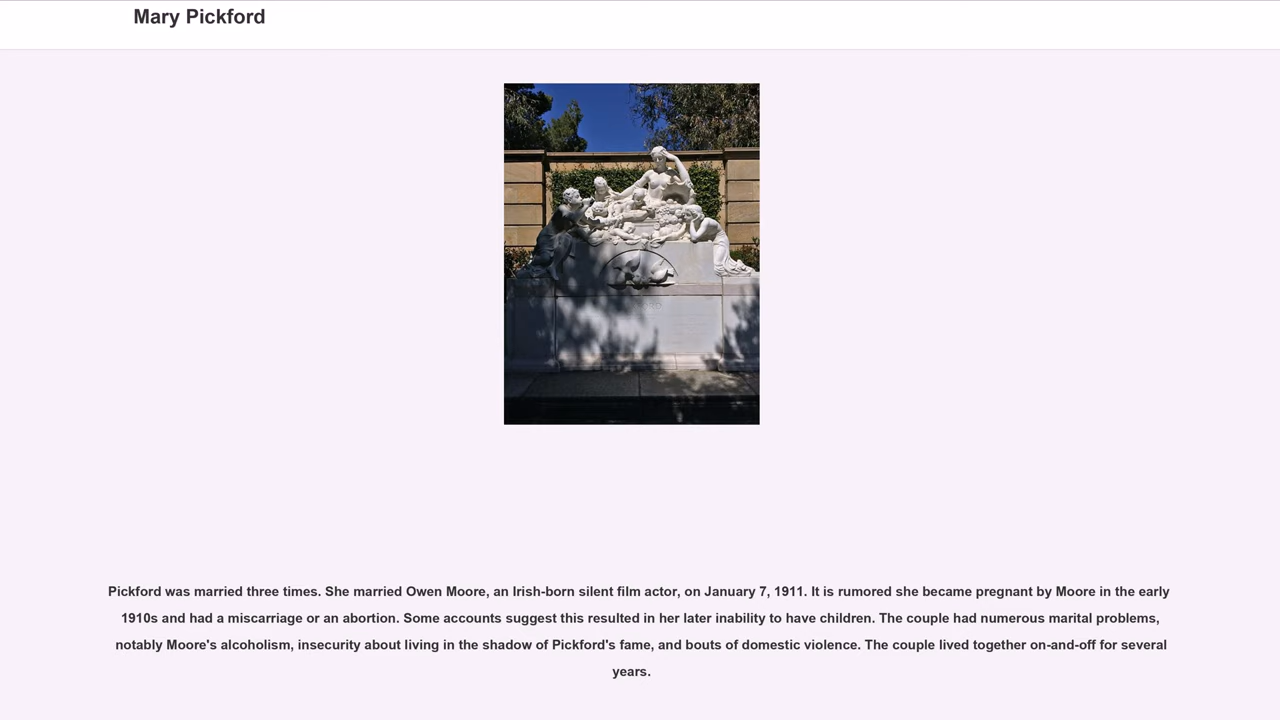 Mary Pickford
Pickford was married three times. She married Owen Moore, an Irish-born silent film actor, on January 7, 1911. It is rumored she became pregnant by Moore in the early
1910s and had a miscarriage or an abortion. Some accounts suggest this resulted in her later inability to have children. The couple had numerous marital problems,
notably Moore's alcoholism, insecurity about living in the shadow of Pickford's fame, and bouts of domestic violence. The couple lived together on-and-off for several
years.